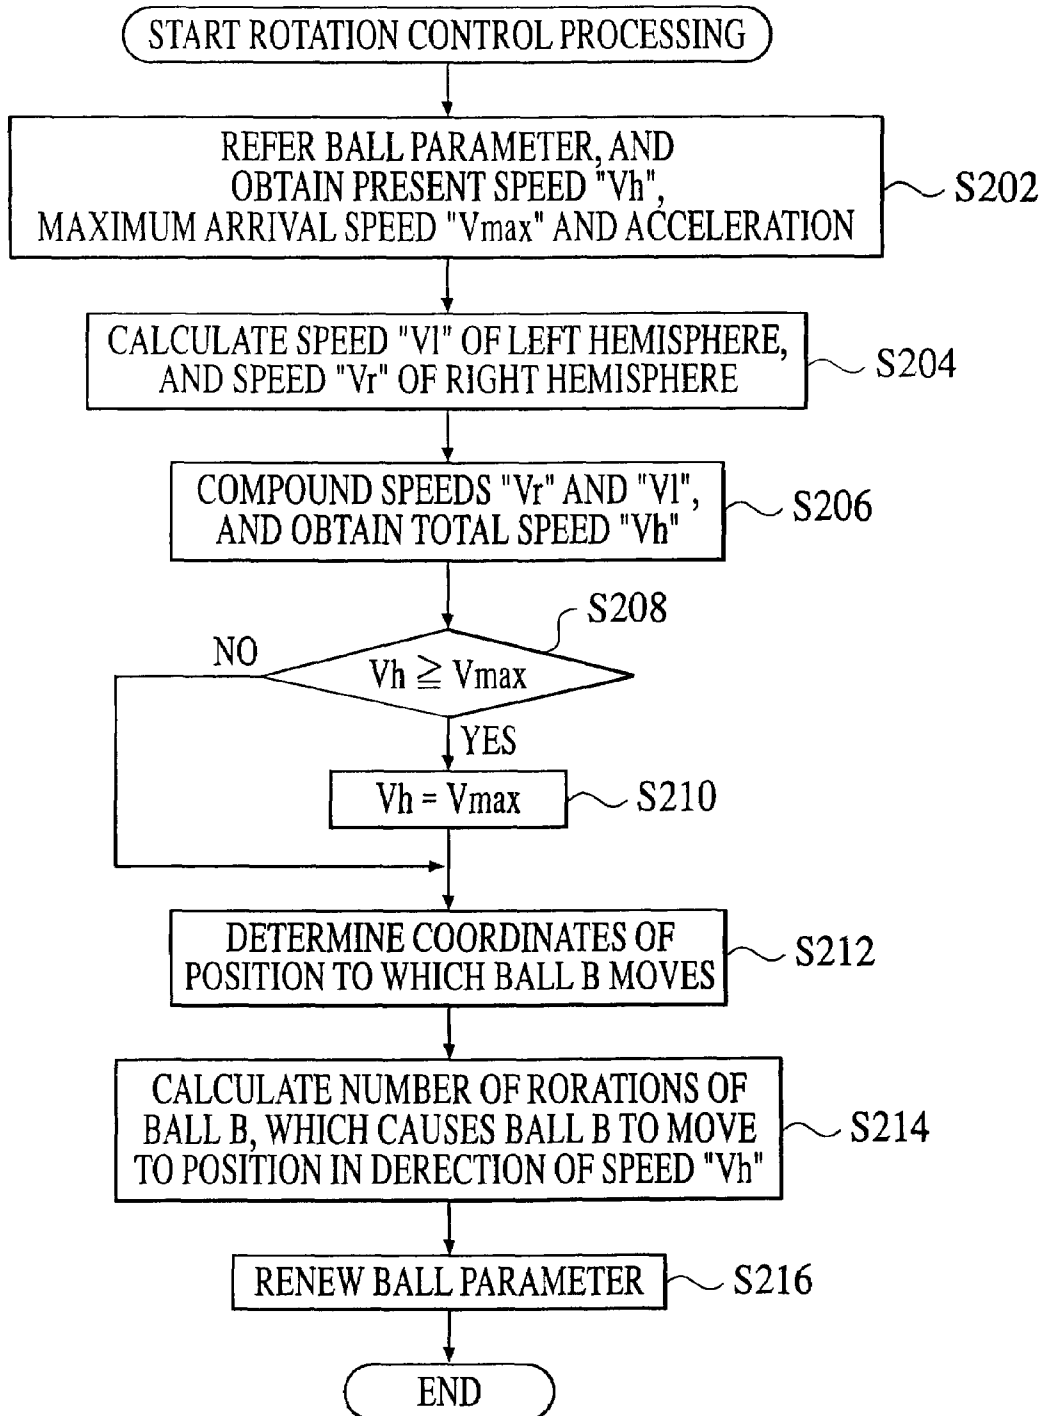 START ROTATION CONTROL PROCESSING
REFER BALL PARAMETER, AND
OBTAIN PRESENT SPEED "Vh",
MAXIMUM ARRIVAL SPEED "Vmax" AND ACCELERATION
S202
CALCULATE SPEED "Vl" OF LEFT HEMISPHERE,
AND SPEED "Vr" OF RIGHT HEMISPHERE
S204
COMPOUND SPEEDS "Vr" AND "Vl",
AND OBTAIN TOTAL SPEED "Vh"
S206
S208
NO
Vh ≧ Vmax
YES
Vh = Vmax
S210
DETERMINE COORDINATES OF
POSITION TO WHICH BALL B MOVES
S212
CALCULATE NUMBER OF RORATIONS OF
BALL B, WHICH CAUSES BALL B TO MOVE
TO POSITION IN DERECTION OF SPEED "Vh"
S214
RENEW BALL PARAMETER
S216
END